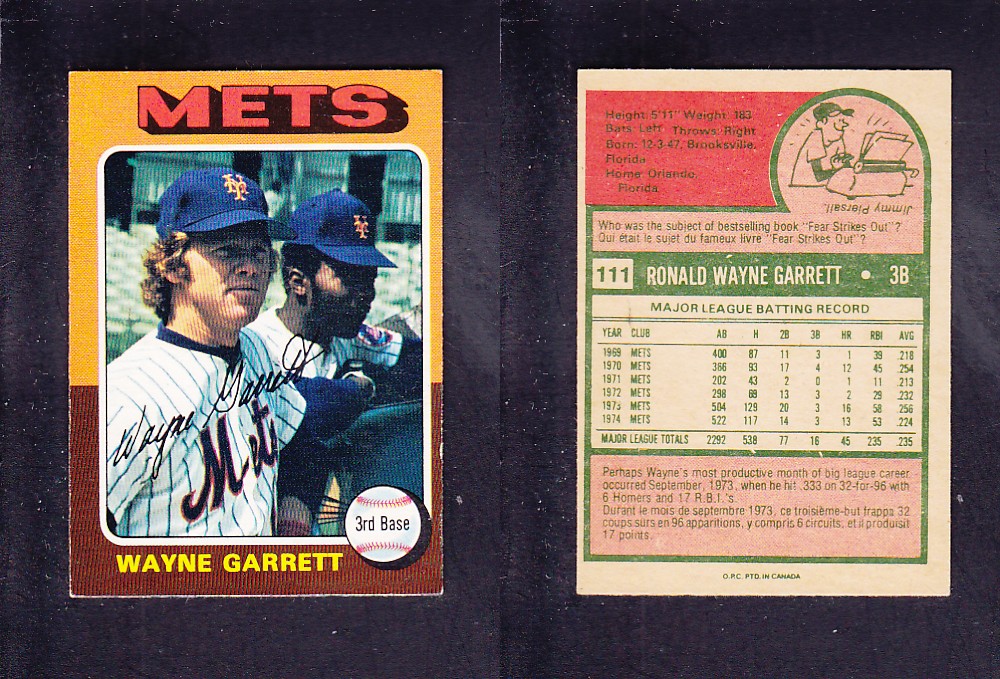 METS
NY
NY
Wayne Garrett
Mets
3rd Base
WAYNE GARRETT
Height: 5'11" Weight: 183
Bats: Left Throws: Right
Born: 12-3-47, Brooksville,
Florida
Home: Orlando,
Florida
Jimmy Piersall.
Who was the subject of bestselling book "Fear Strikes Out"?
Qui était le sujet du fameux livre "Fear Strikes Out"?
111 RONALD WAYNE GARRETT • 3B
MAJOR LEAGUE BATTING RECORD
YEAR CLUB AB H 2B 3B HR RBI AVG
1969 METS 400 87 11 3 1 39 .218
1970 METS 366 93 17 4 12 45 .254
1971 METS 202 43 2 0 1 11 .213
1972 METS 298 69 13 3 2 29 .232
1973 METS 504 129 20 3 16 58 .256
1974 METS 522 117 14 3 13 53 .224
MAJOR LEAGUE TOTALS 2292 538 77 16 45 235 .235
Perhaps Wayne's most productive month of big league career
occurred September, 1973, when he hit .333 on 32-for-96 with
6 Homers and 17 R.B.I.'s.
Durant le mois de septembre 1973, ce troisième-but frappa 32
coups sûrs en 96 apparitions, y compris 6 circuits, et il produisit
17 points.
O.P.C. PTD. IN CANADA